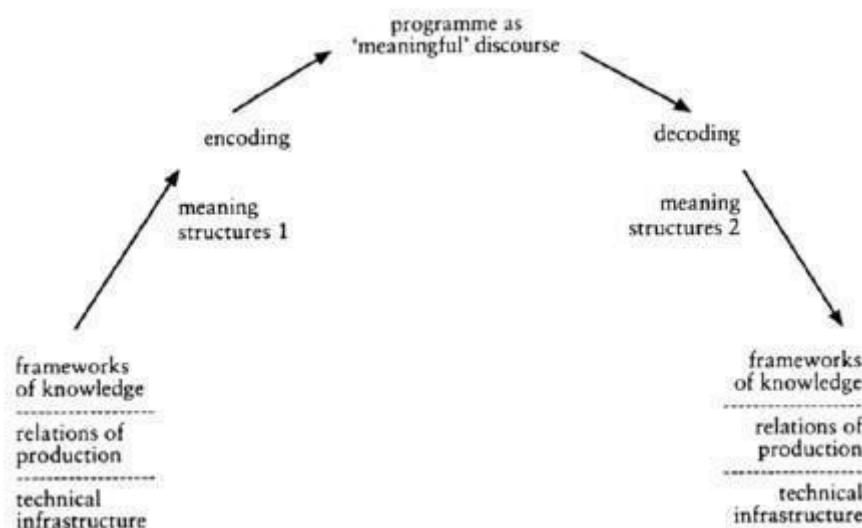 programme as
'meaningful' discourse
encoding
decoding
meaning
structures 1
meaning
structures 2
frameworks
of knowledge
relations of
production
technical
infrastructure
frameworks
of knowledge
relations of
production
technical
infrastructure